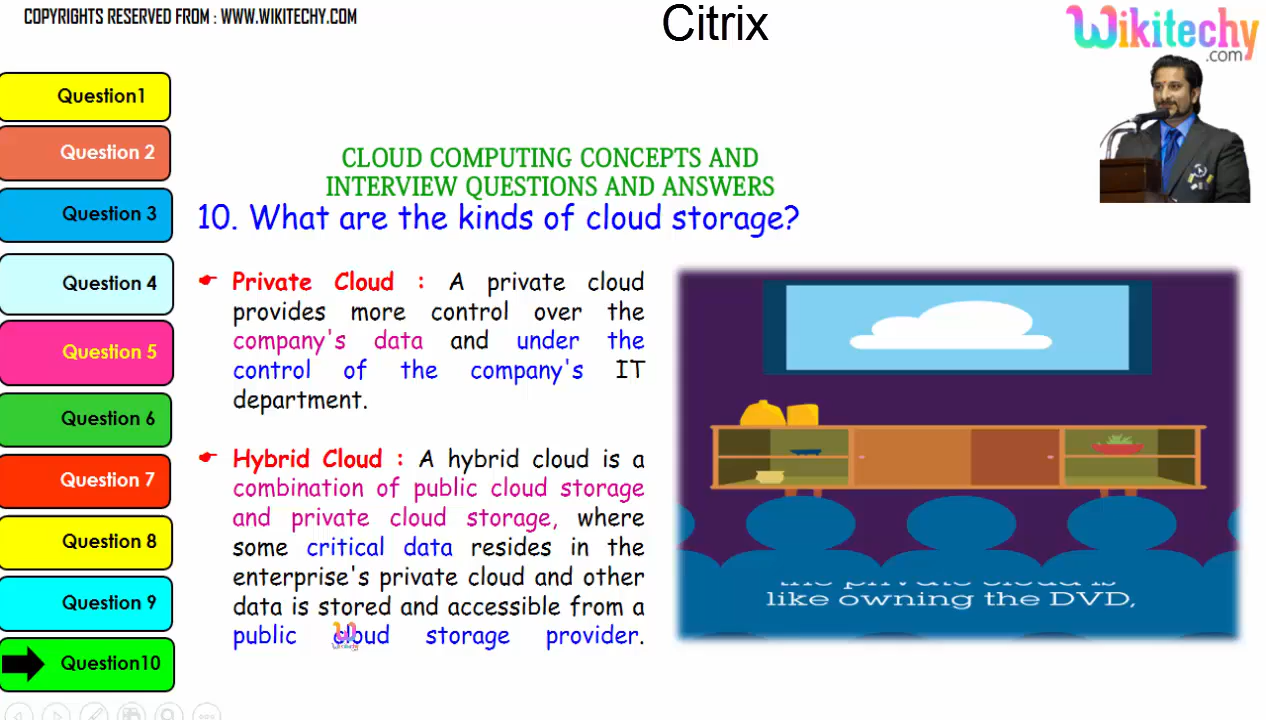 COPYRIGHTS RESERVED FROM : WWW.WIKITECHY.COM
Citrix
Wikitechy
.com
Question1
Question 2
Question 3
Question 4
Question 5
Question 6
Question 7
Question 8
Question 9
Question10
CLOUD COMPUTING CONCEPTS AND
INTERVIEW QUESTIONS AND ANSWERS
10. What are the kinds of cloud storage?
Private Cloud : A private cloud
provides more control over the
company's data and under the
control of the company's IT
department.
Hybrid Cloud : A hybrid cloud is a
combination of public cloud storage
and private cloud storage, where
some critical data resides in the
enterprise's private cloud and other
data is stored and accessible from a
public cloud storage provider.
the private cloud is
like owning the DVD,